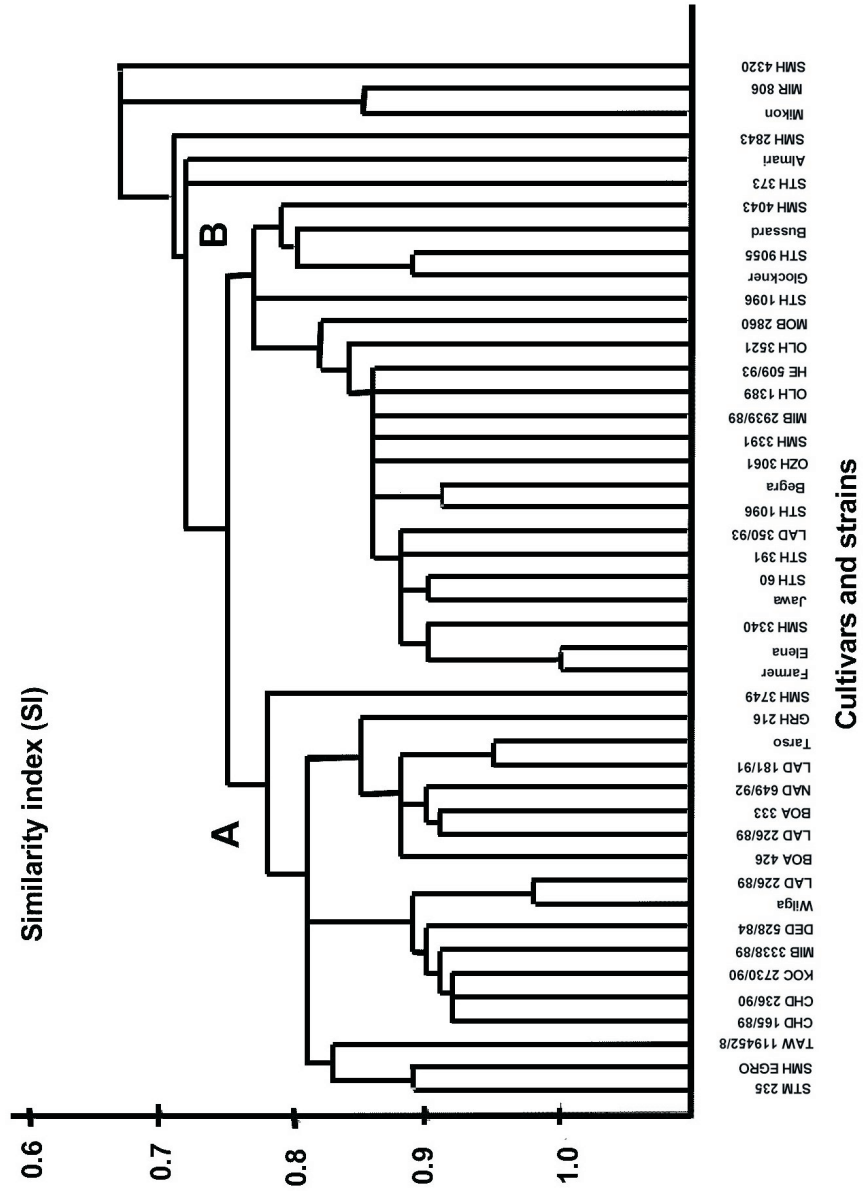 Similarity index (SI)
0.6
0.7
0.8
0.9
1.0
A
B
SMH 4320
MIR 806
Mikon
SMH 2843
Almari
STH 373
SMH 4043
Bussard
STH 9055
Glockner
STH 1096
MOB 2860
OLH 3521
HE 509/93
OLH 1389
MIB 2939/89
SMH 3391
OZH 3061
Begra
STH 1096
LAD 350/93
STH 391
STH 60
Jawa
SMH 3340
Elena
Farmer
SMH 3749
GRH 216
Tarso
LAD 181/91
NAD 649/92
BOA 333
LAD 226/89
BOA 426
LAD 226/89
Wilga
DED 528/84
MIB 3338/89
KOC 2730/90
CHD 236/90
CHD 165/89
TAW 119452/8
SMH EGRO
STM 235
Cultivars and strains